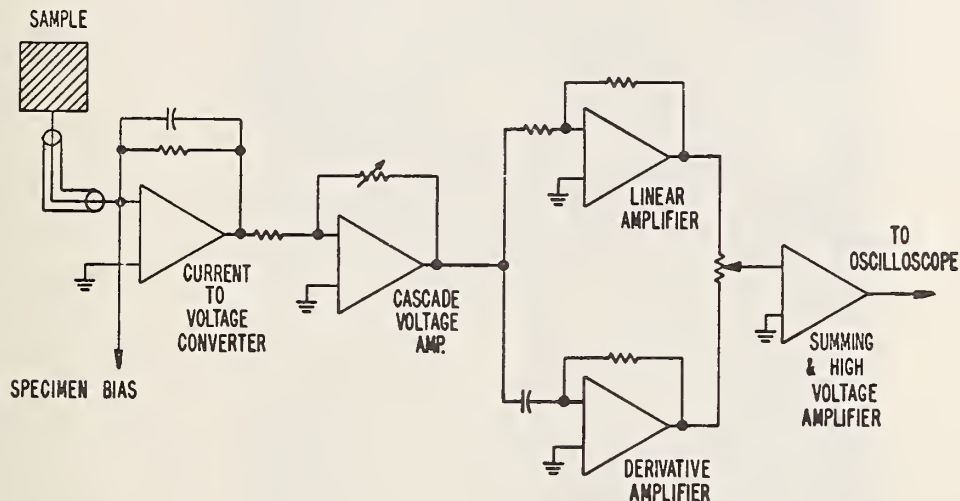 SAMPLE
CURRENT
TO
VOLTAGE
CONVERTER
SPECIMEN BIAS
CASCADE
VOLTAGE
AMP.
LINEAR
AMPLIFIER
DERIVATIVE
AMPLIFIER
TO
OSCILLOSCOPE
SUMMING
& HIGH
VOLTAGE
AMPLIFIER